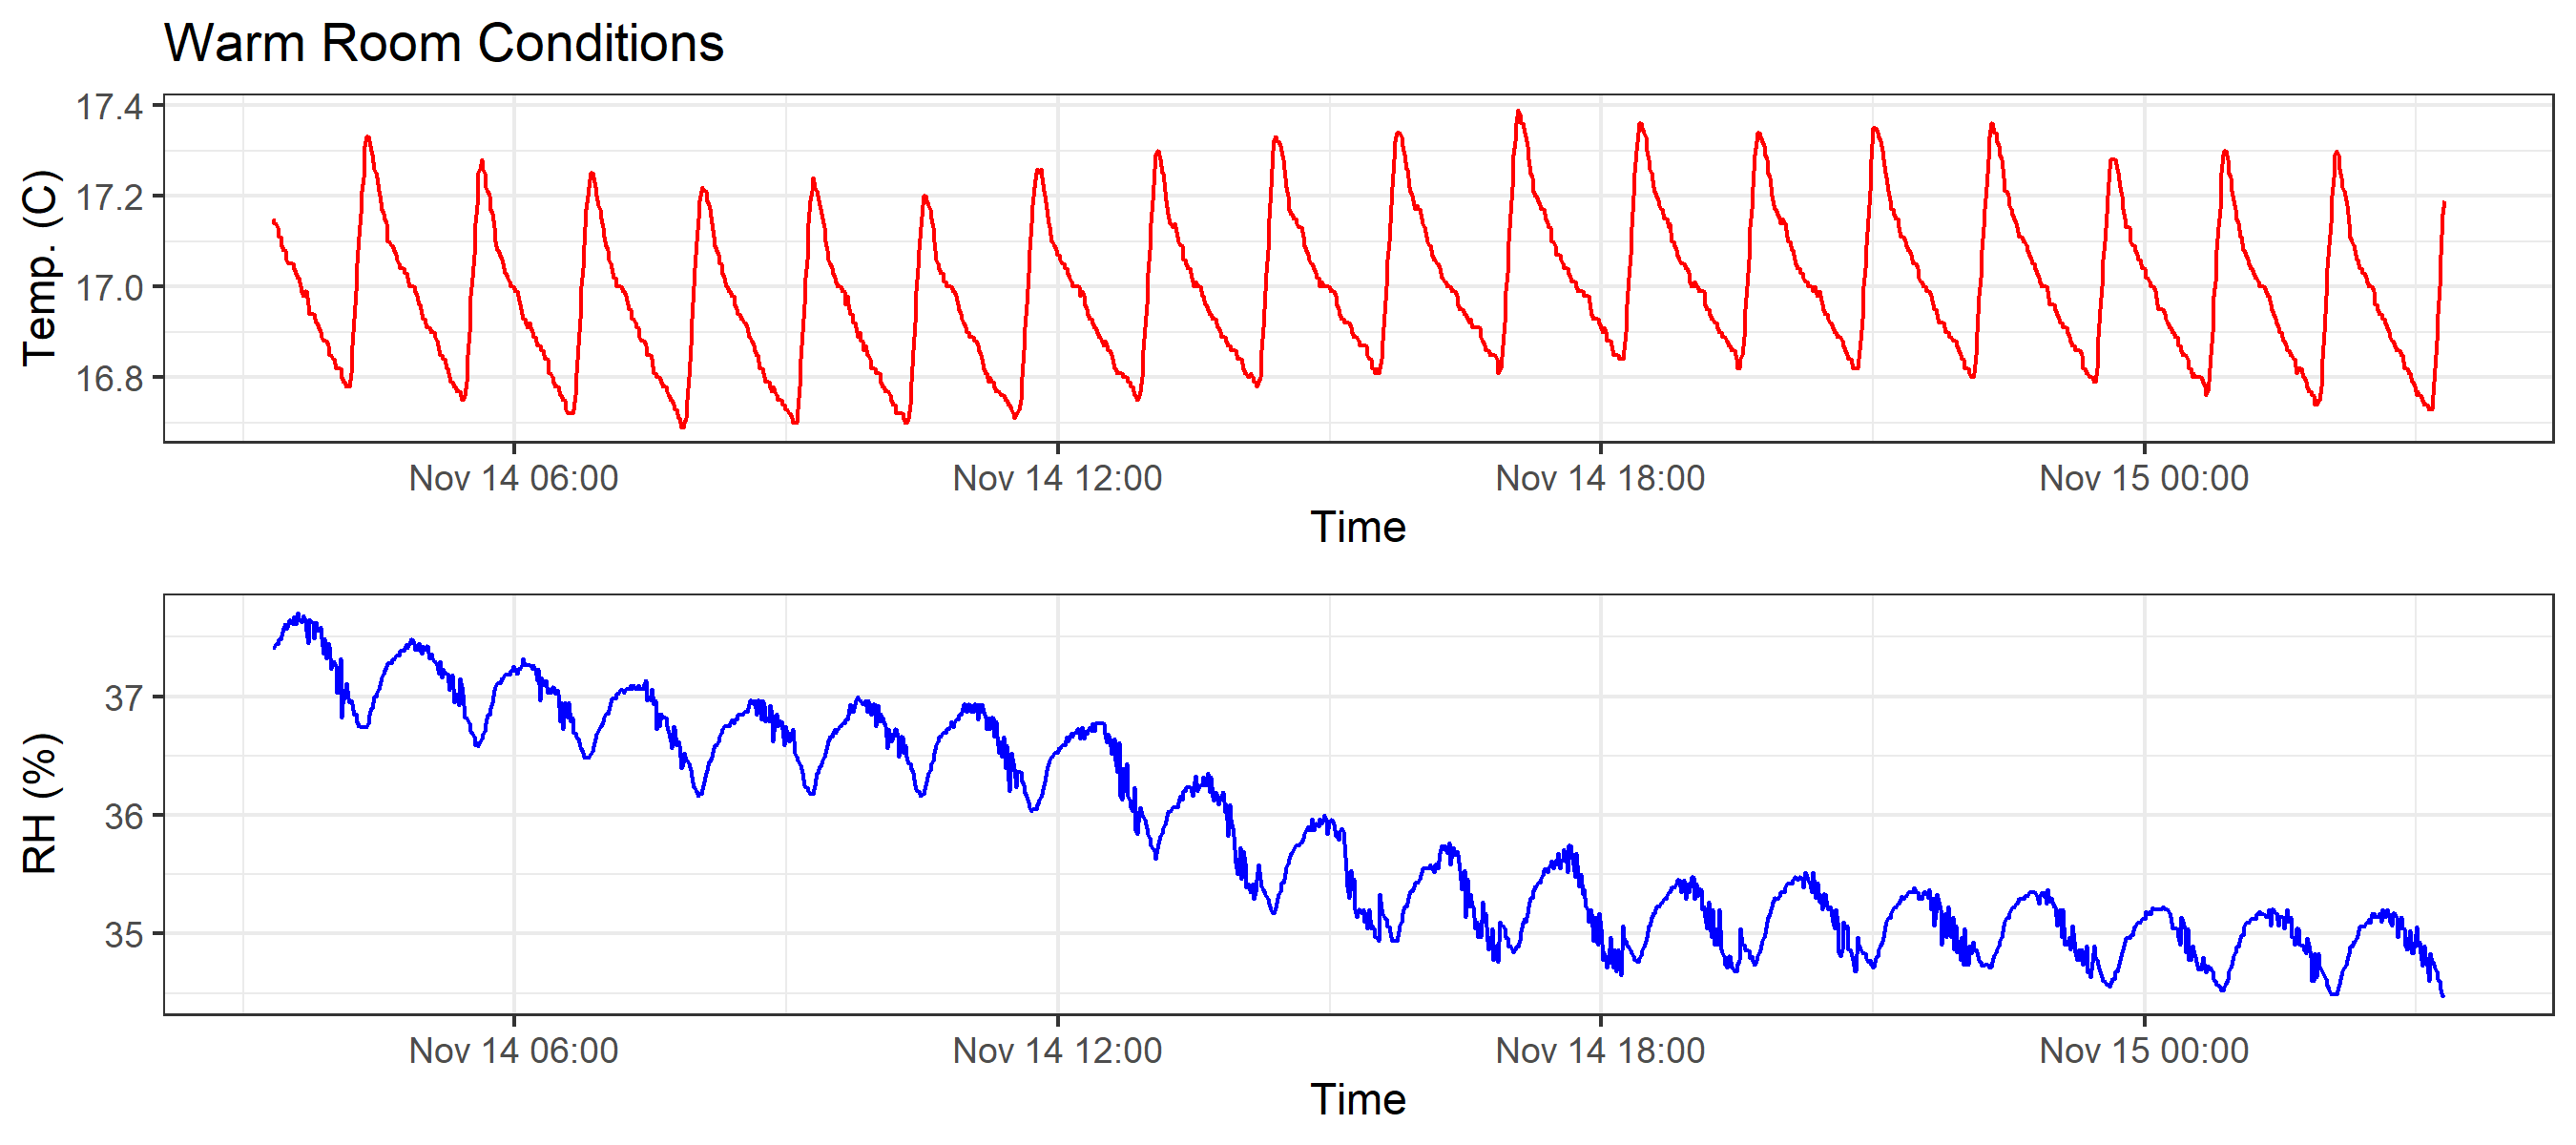 Warm Room Conditions
17.4
17.2
17.0
16.8
Temp. (C)
Nov 14 06:00 Nov 14 12:00 Nov 14 18:00 Nov 15 00:00
Time
37
36
35
RH (%)
Nov 14 06:00 Nov 14 12:00 Nov 14 18:00 Nov 15 00:00
Time